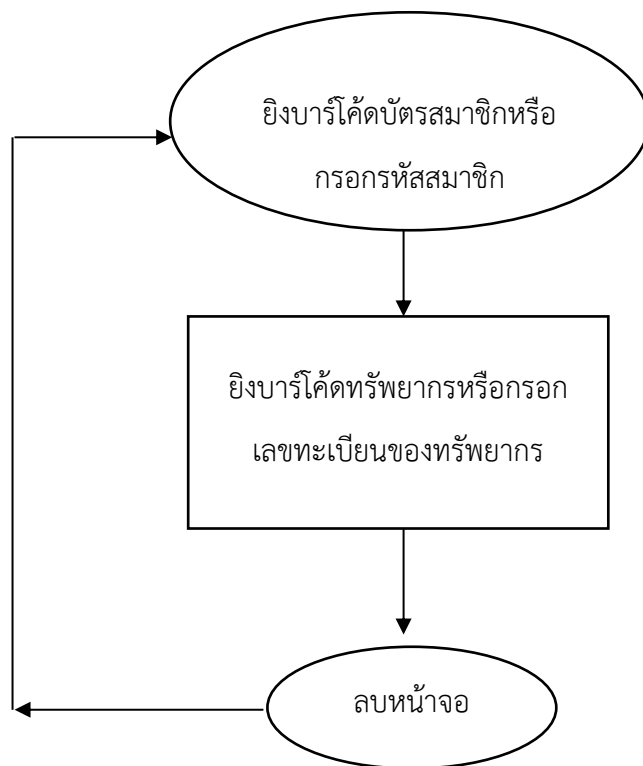 ยิงบาร์โค้ดบัตรสมาชิกหรือ
กรอกรหัสสมาชิก
ยิงบาร์โค้ดทรัพยากรหรือกรอก
เลขทะเบียนของทรัพยากร
ลบหน้าจอ